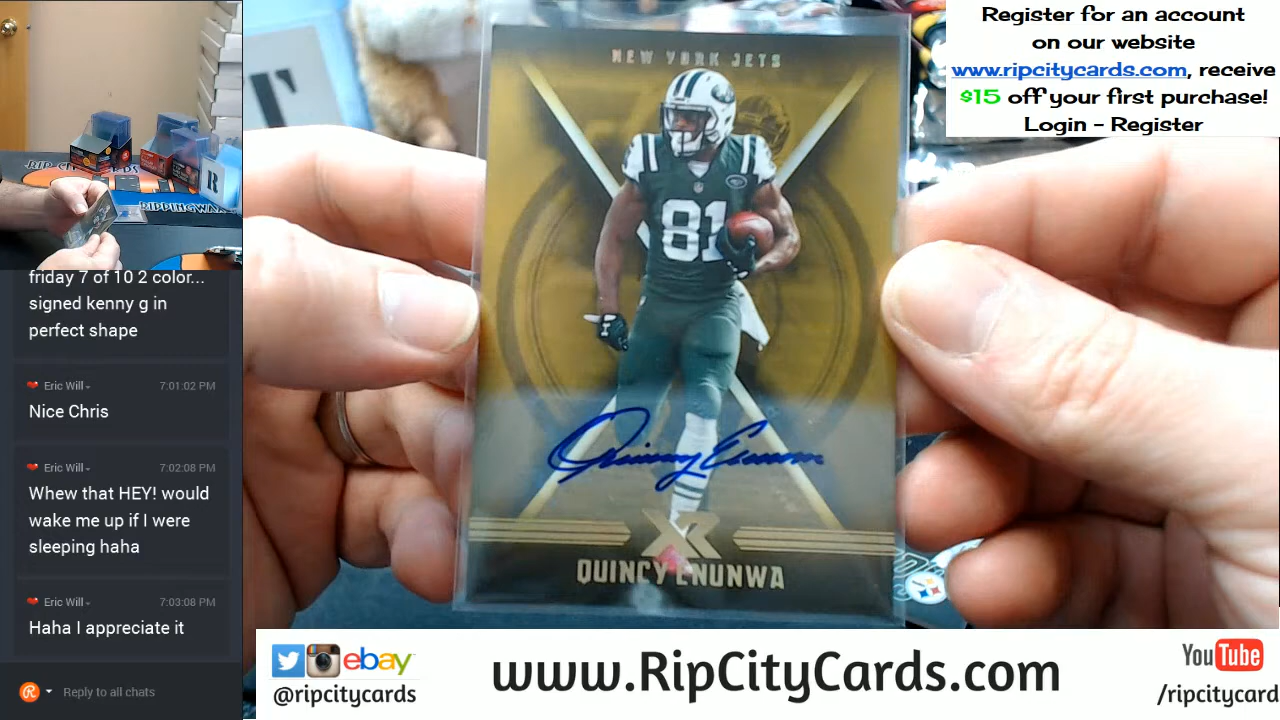 Register for an account
on our website
www.ripcitycards.com, receive
$15 off your first purchase!
Login - Register
RIPPINGWAX
friday 7 of 10 2 color...
signed kenny g in
perfect shape
Eric Will
7:01:02 PM
Nice Chris
Eric Will
7:02:08 PM
Whew that HEY! would
wake me up if I were
sleeping haha
Eric Will
7:03:08 PM
Haha I appreciate it
Reply to all chats
NEW YORK JETS
81
Quincy Enunwa
XR
QUINCY ENUNWA
ebay
@ripcitycards
www.RipCityCards.com
YouTube
/ripcitycard